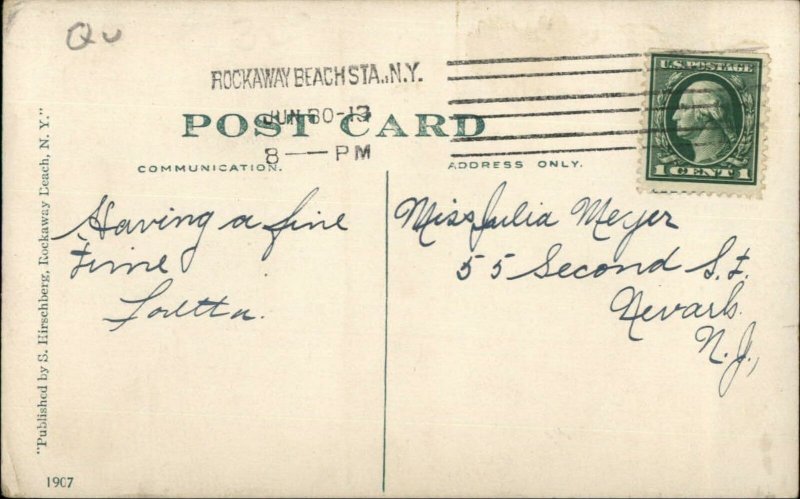 Qu
ROCKAWAY BEACH STA., N.Y.
JUN 30-13
8 — PM
POST CARD
COMMUNICATION.
ADDRESS ONLY.
U.S. POSTAGE
1 CENT 1
Having a fine
time
Loretta.
Miss Julia Meyer
55 Second St.
Newark
N.J.,
"Published by S. Hirschberg, Rockaway Beach, N. Y."
1907